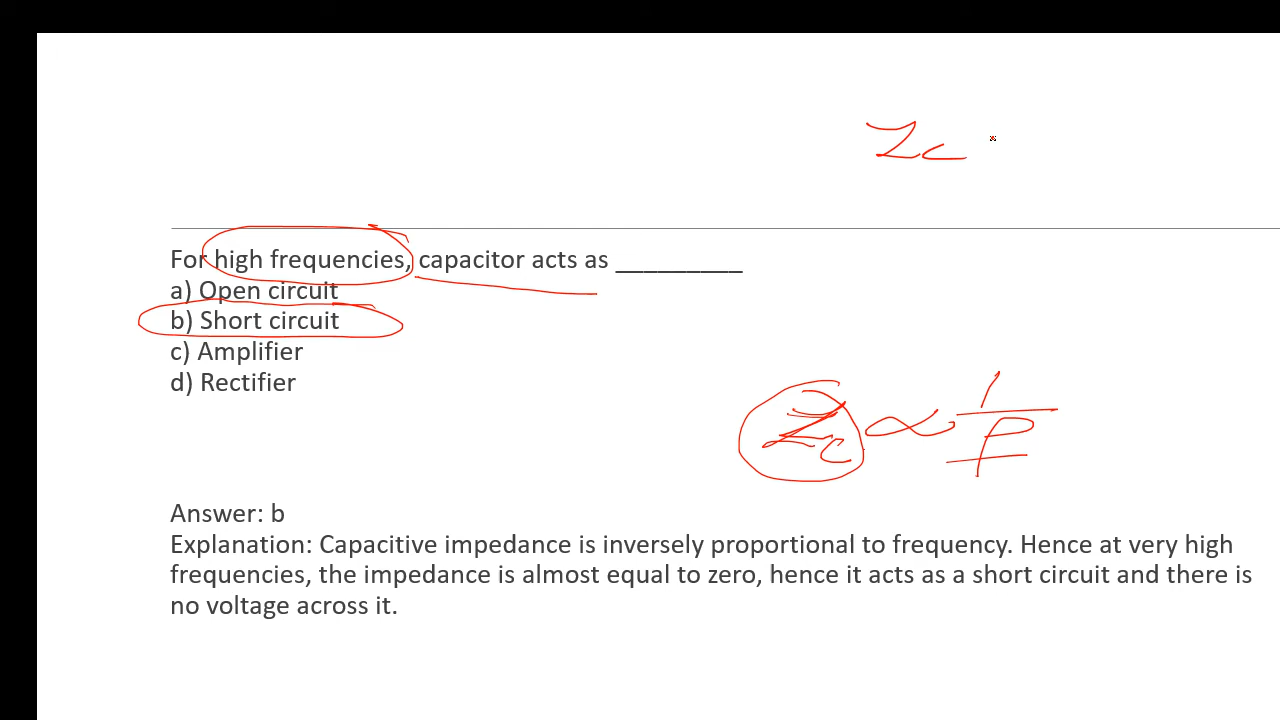 Zc
For high frequencies, capacitor acts as _________
a) Open circuit
b) Short circuit
c) Amplifier
d) Rectifier
Zc ∝ 1/f
Answer: b
Explanation: Capacitive impedance is inversely proportional to frequency. Hence at very high
frequencies, the impedance is almost equal to zero, hence it acts as a short circuit and there is
no voltage across it.